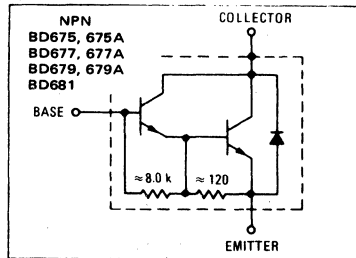 NPN
BD675, 675A
BD677, 677A
BD679, 679A
BD681
COLLECTOR
BASE
≈ 8.0 k
≈ 120
EMITTER